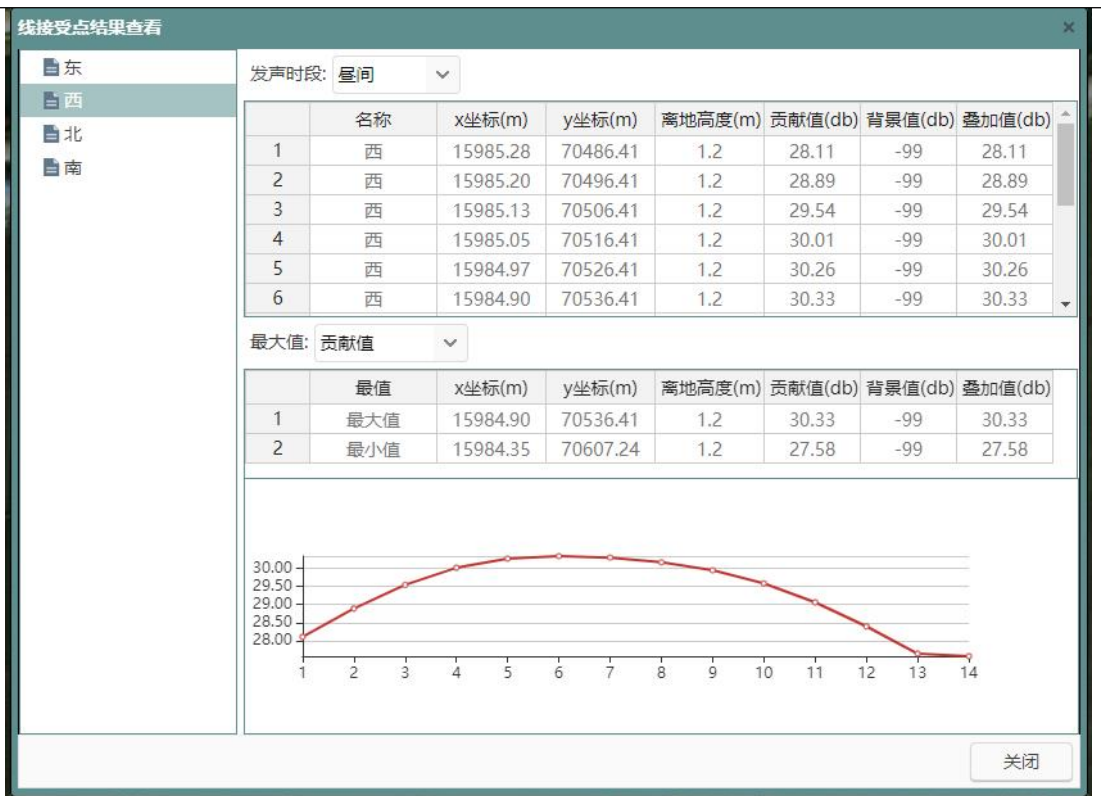 线接受点结果查看 ×
东
西
北
南
发声时段: 昼间
名称 x坐标(m) y坐标(m) 离地高度(m) 贡献值(db) 背景值(db) 叠加值(db)
1 西 15985.28 70486.41 1.2 28.11 -99 28.11
2 西 15985.20 70496.41 1.2 28.89 -99 28.89
3 西 15985.13 70506.41 1.2 29.54 -99 29.54
4 西 15985.05 70516.41 1.2 30.01 -99 30.01
5 西 15984.97 70526.41 1.2 30.26 -99 30.26
6 西 15984.90 70536.41 1.2 30.33 -99 30.33
最大值: 贡献值
最值 x坐标(m) y坐标(m) 离地高度(m) 贡献值(db) 背景值(db) 叠加值(db)
1 最大值 15984.90 70536.41 1.2 30.33 -99 30.33
2 最小值 15984.35 70607.24 1.2 27.58 -99 27.58
30.00
29.50
29.00
28.50
28.00
1 2 3 4 5 6 7 8 9 10 11 12 13 14
关闭